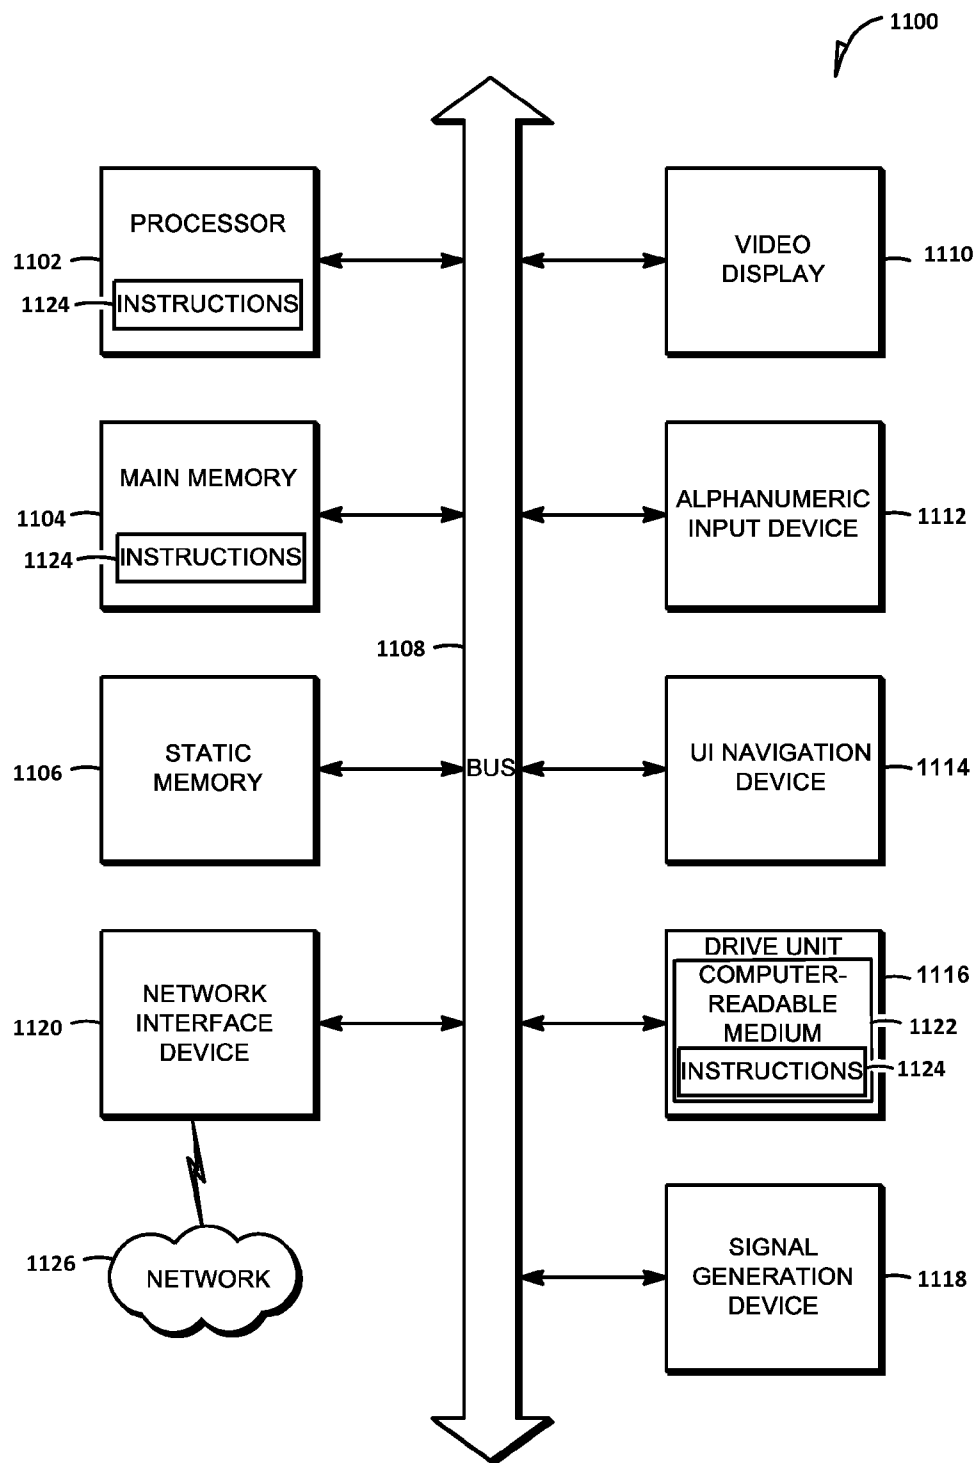 1100
PROCESSOR
1102
1124
INSTRUCTIONS
VIDEO
DISPLAY
1110
MAIN MEMORY
1104
1124
INSTRUCTIONS
ALPHANUMERIC
INPUT DEVICE
1112
1108
STATIC
MEMORY
1106
BUS
UI NAVIGATION
DEVICE
1114
NETWORK
INTERFACE
DEVICE
1120
DRIVE UNIT
COMPUTER-
READABLE
MEDIUM
INSTRUCTIONS
1116
1122
1124
1126
NETWORK
SIGNAL
GENERATION
DEVICE
1118